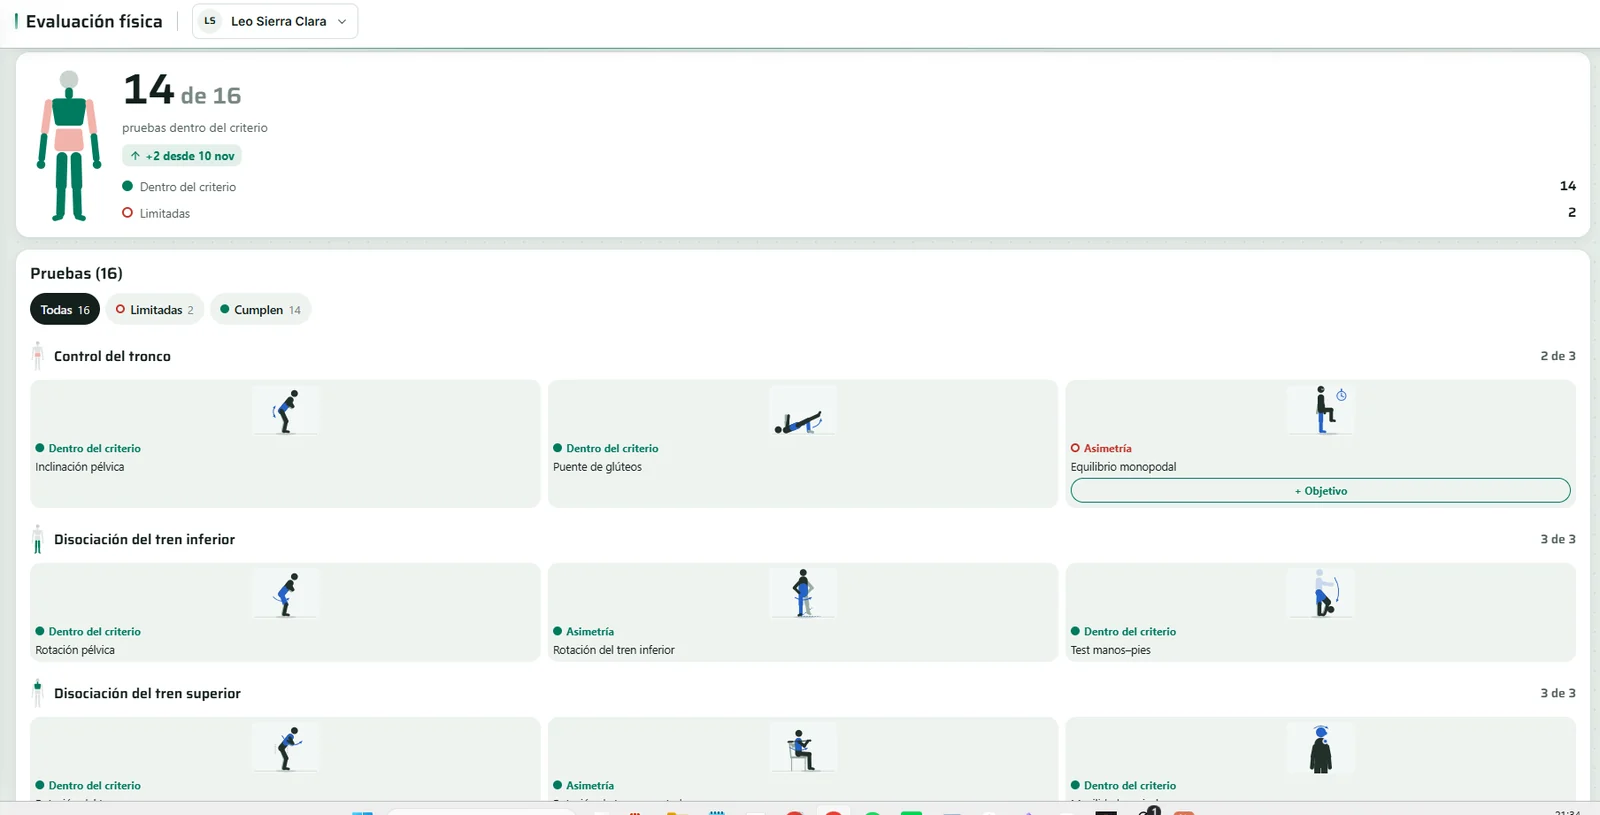 Evaluación física
LS Leo Sierra Clara
14 de 16
pruebas dentro del criterio
↑ +2 desde 10 nov
Dentro del criterio 14
Limitadas 2
Pruebas (16)
Todas 16 Limitadas 2 Cumplen 14
Control del tronco 2 de 3
Dentro del criterio
Inclinación pélvica
Dentro del criterio
Puente de glúteos
Asimetría
Equilibrio monopodal
+ Objetivo
Disociación del tren inferior 3 de 3
Dentro del criterio
Rotación pélvica
Asimetría
Rotación del tren inferior
Dentro del criterio
Test manos–pies
Disociación del tren superior 3 de 3
Dentro del criterio
Asimetría
Dentro del criterio
1